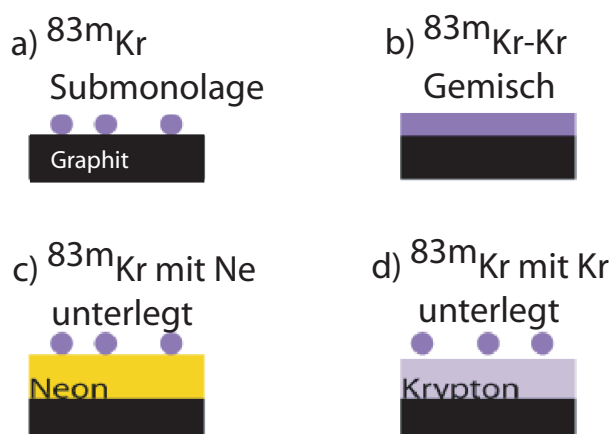 a) 83mKr
Submonolage
Graphit
b) 83mKr-Kr
Gemisch
c) 83mKr mit Ne
unterlegt
Neon
d) 83mKr mit Kr
unterlegt
Krypton